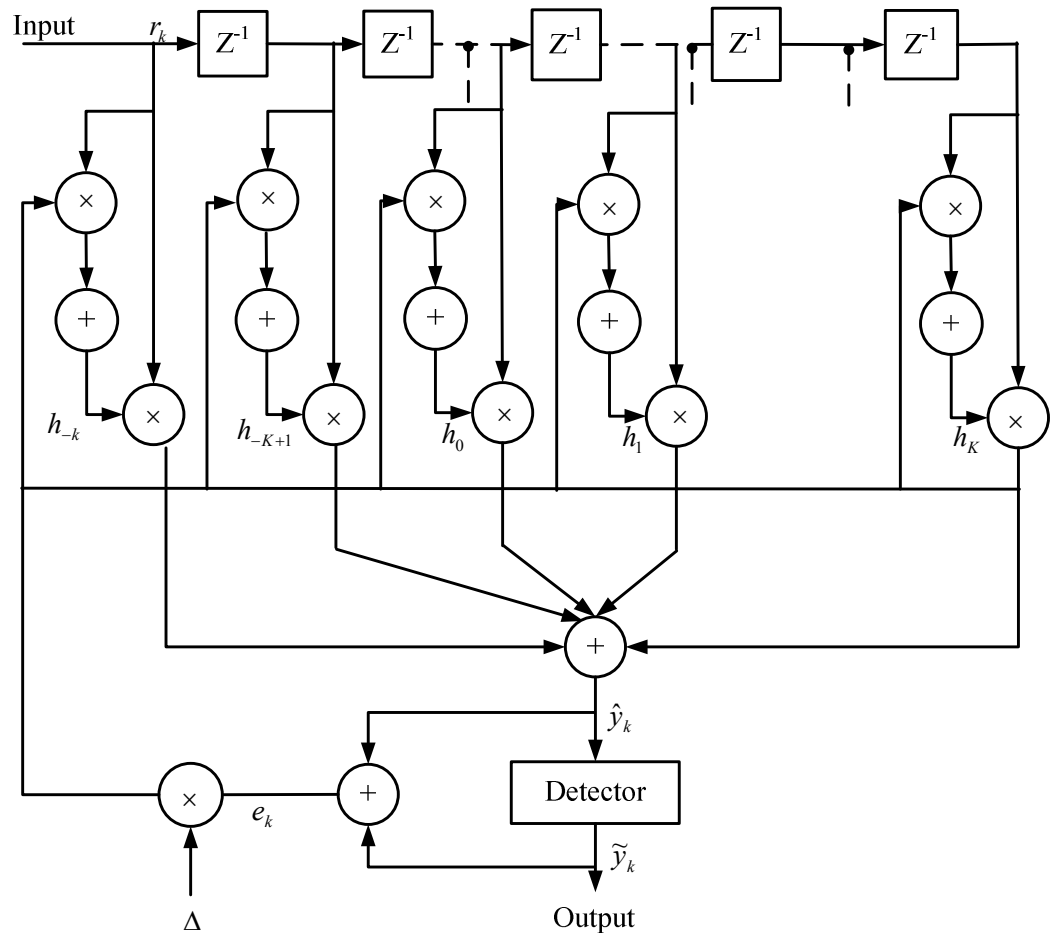 Input
r_k
Z⁻¹
Z⁻¹
Z⁻¹
Z⁻¹
Z⁻¹
×
×
×
×
×
+
+
+
+
+
×
×
×
×
×
h_{-k}
h_{-K+1}
h_0
h_1
h_K
+
ŷ_k
×
e_k
+
Detector
ỹ_k
Δ
Output